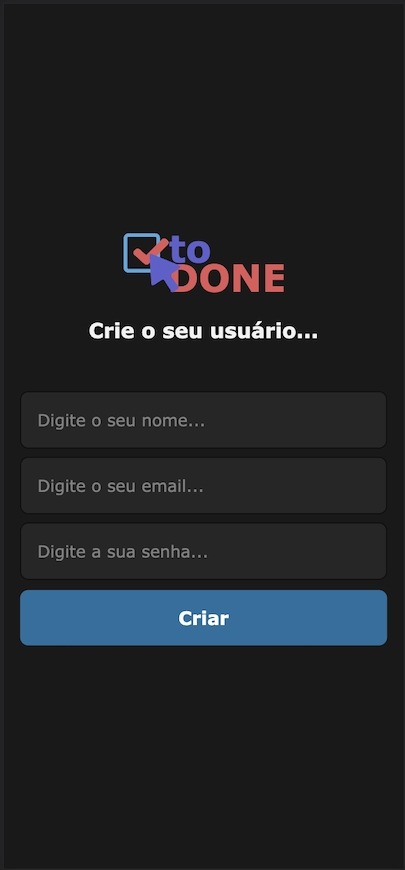 to
DONE
Crie o seu usuário...
Digite o seu nome...
Digite o seu email...
Digite a sua senha...
Criar